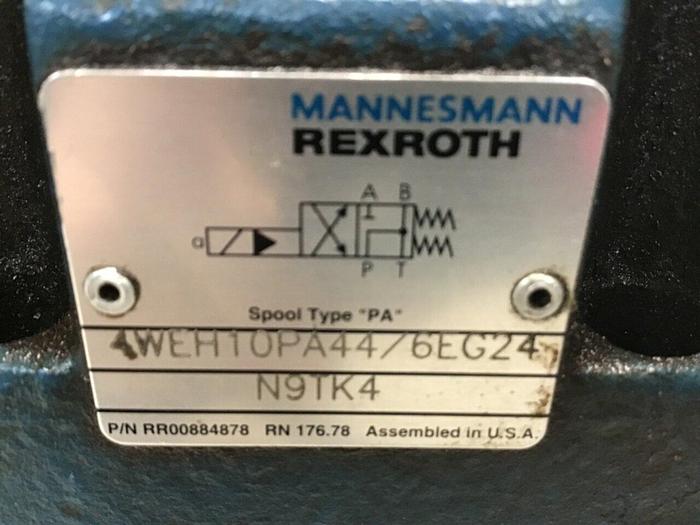 MANNESMANN
REXROTH
A B
a
P T
Spool Type "PA"
4WEH10PA44/6EG24
N9TK4
P/N RR00884878 RN 176.78 Assembled in U.S.A.